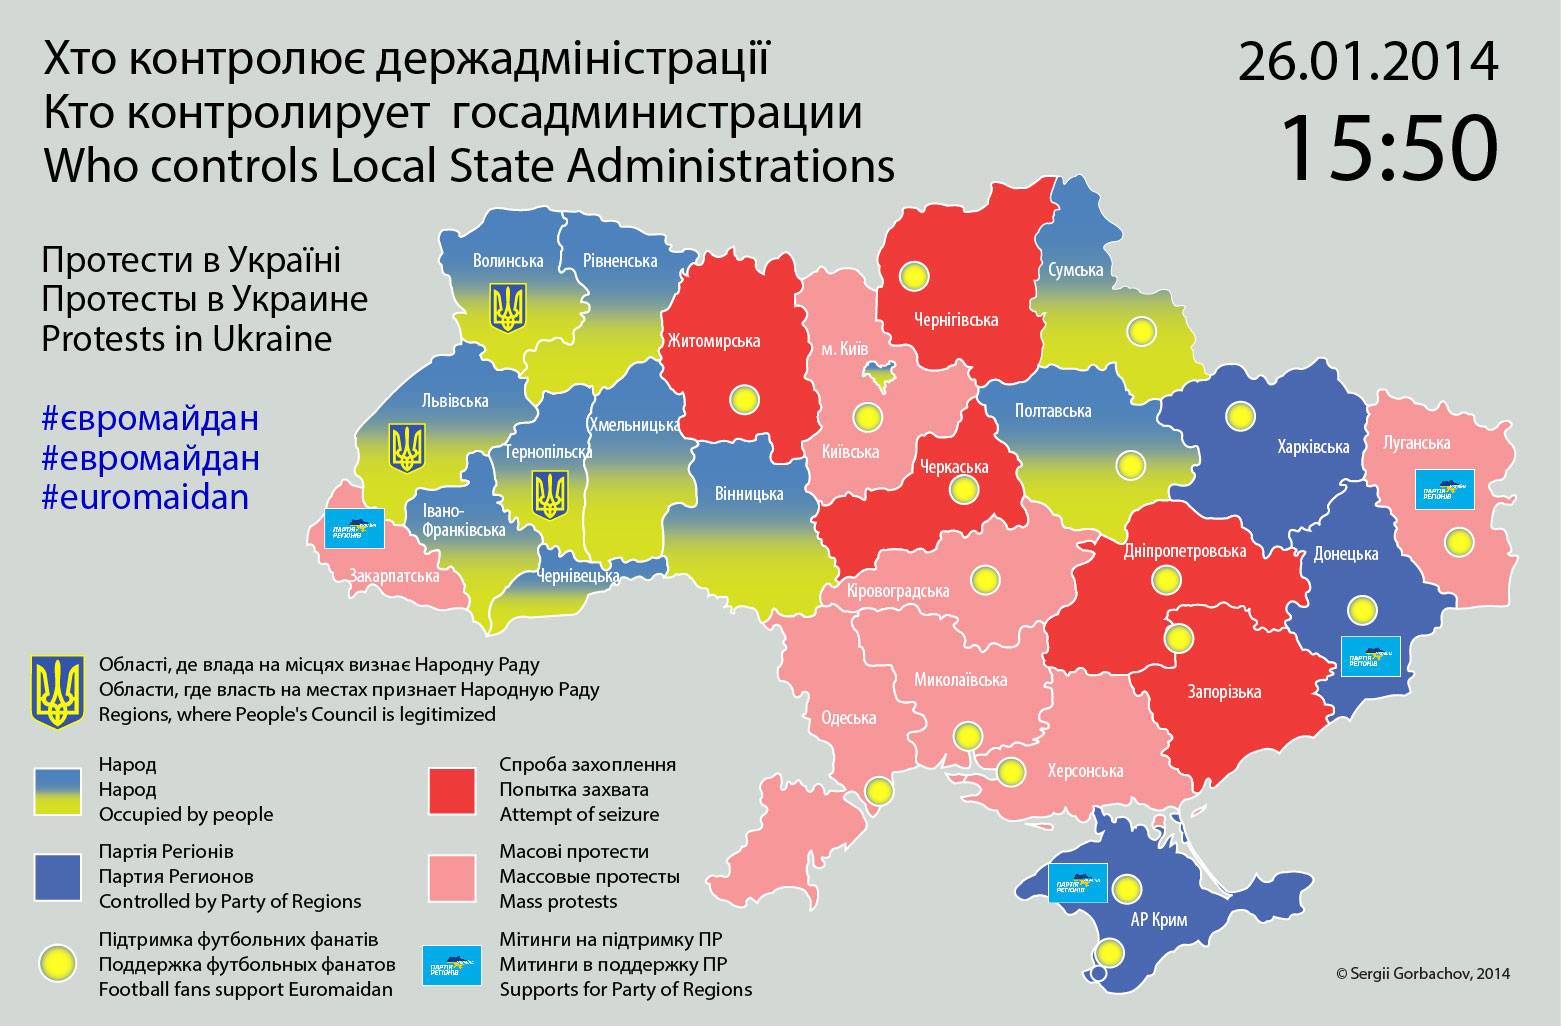 Хто контролює держадміністрації
Кто контролирует госадминистрации
Who controls Local State Administrations
26.01.2014
15:50
Протести в Україні
Протесты в Украине
Protests in Ukraine
#євромайдан
#евромайдан
#euromaidan
Волинська
Рівненська
Житомирська
м. Київ
Чернігівська
Сумська
Львівська
Тернопільска
Хмельницька
Київська
Черкаська
Полтавська
Харківська
Луганська
Івано-
Франківська
Вінницька
Закарпатська
Чернівецька
Кіровоградська
Дніпропетровська
Донецька
Одеська
Миколаївська
Запорізька
Херсонська
АР Крим
ПАРТІЯ
РЕГІОНІВ
ПАРТІЯ
РЕГІОНІВ
ПАРТІЯ
РЕГІОНІВ
ПАРТІЯ
РЕГІОНІВ
Області, де влада на місцях визнає Народну Раду
Области, где власть на местах признает Народную Раду
Regions, where People's Council is legitimized
Народ
Народ
Occupied by people
Спроба захоплення
Попытка захвата
Attempt of seizure
Партія Регіонів
Партия Регионов
Controlled by Party of Regions
Масові протести
Массовые протесты
Mass protests
Підтримка футбольних фанатів
Поддержка футбольных фанатов
Football fans support Euromaidan
ПАРТІЯ
РЕГІОНІВ
Мітинги на підтримку ПР
Митинги в поддержку ПР
Supports for Party of Regions
© Sergii Gorbachov, 2014